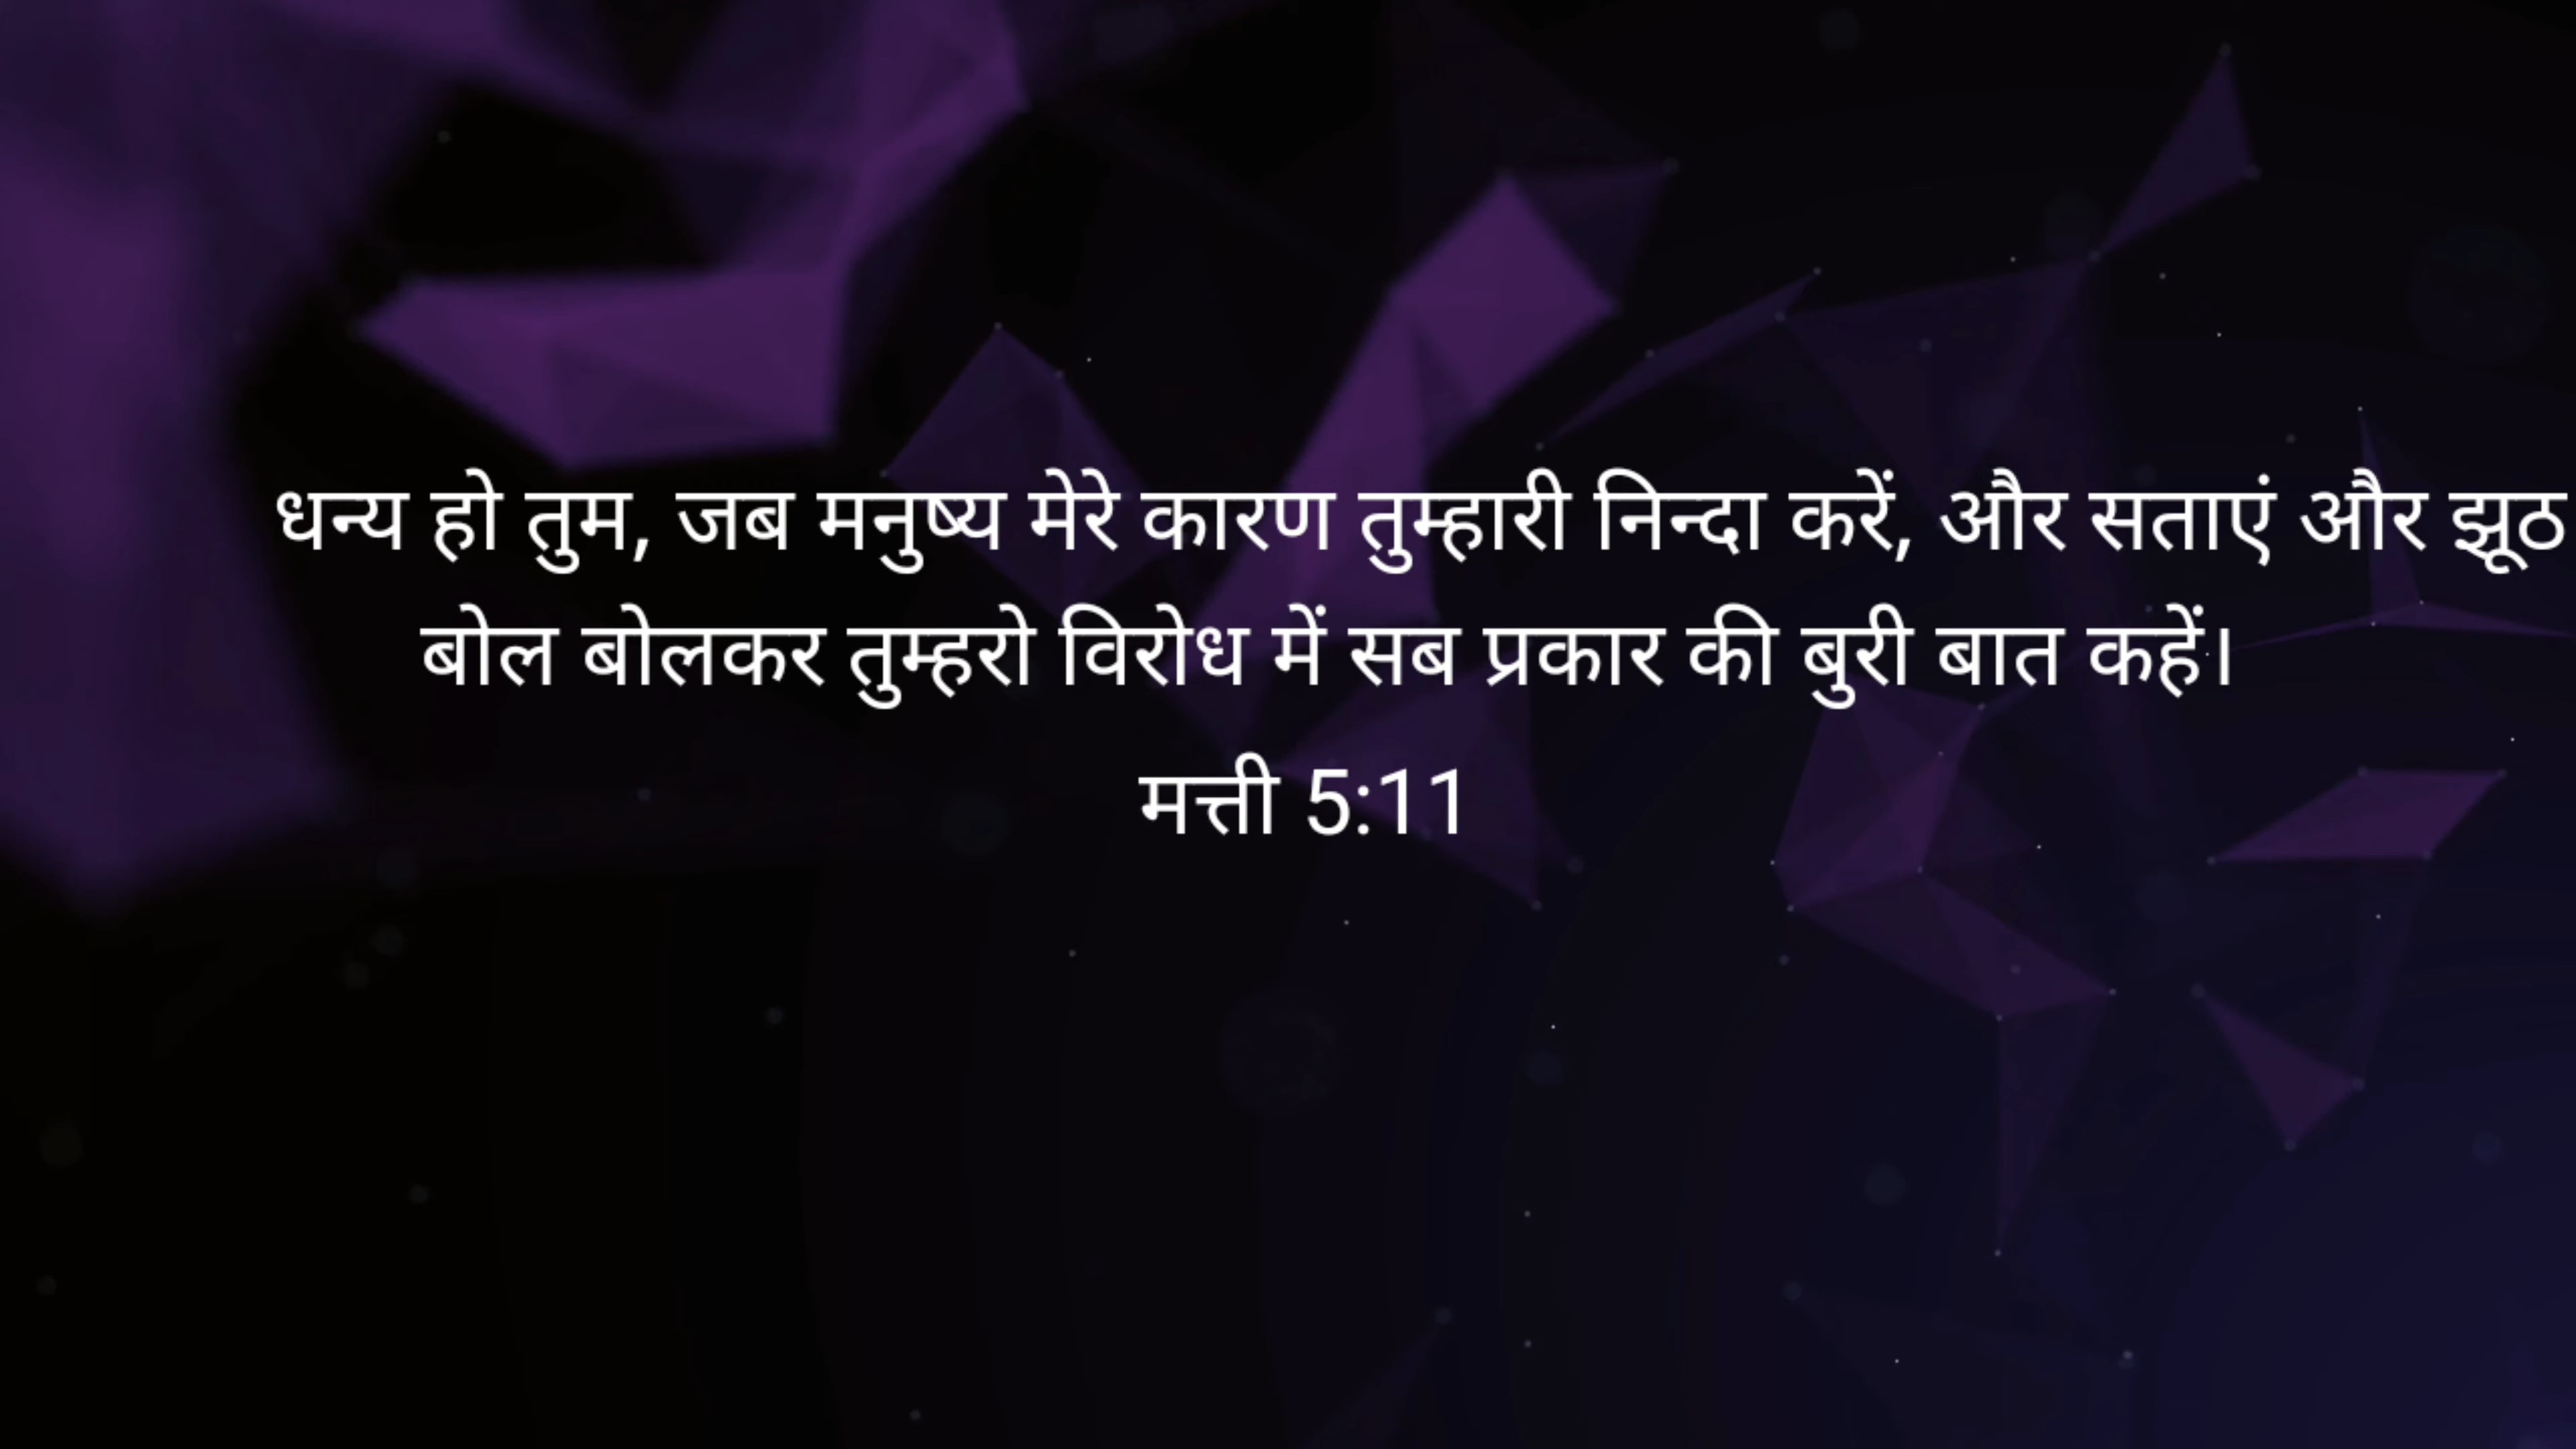 धन्य हो तुम, जब मनुष्य मेरे कारण तुम्हारी निन्दा करें, और सताएं और झूठ
बोल बोलकर तुम्हरो विरोध में सब प्रकार की बुरी बात कहें।
मत्ती 5:11